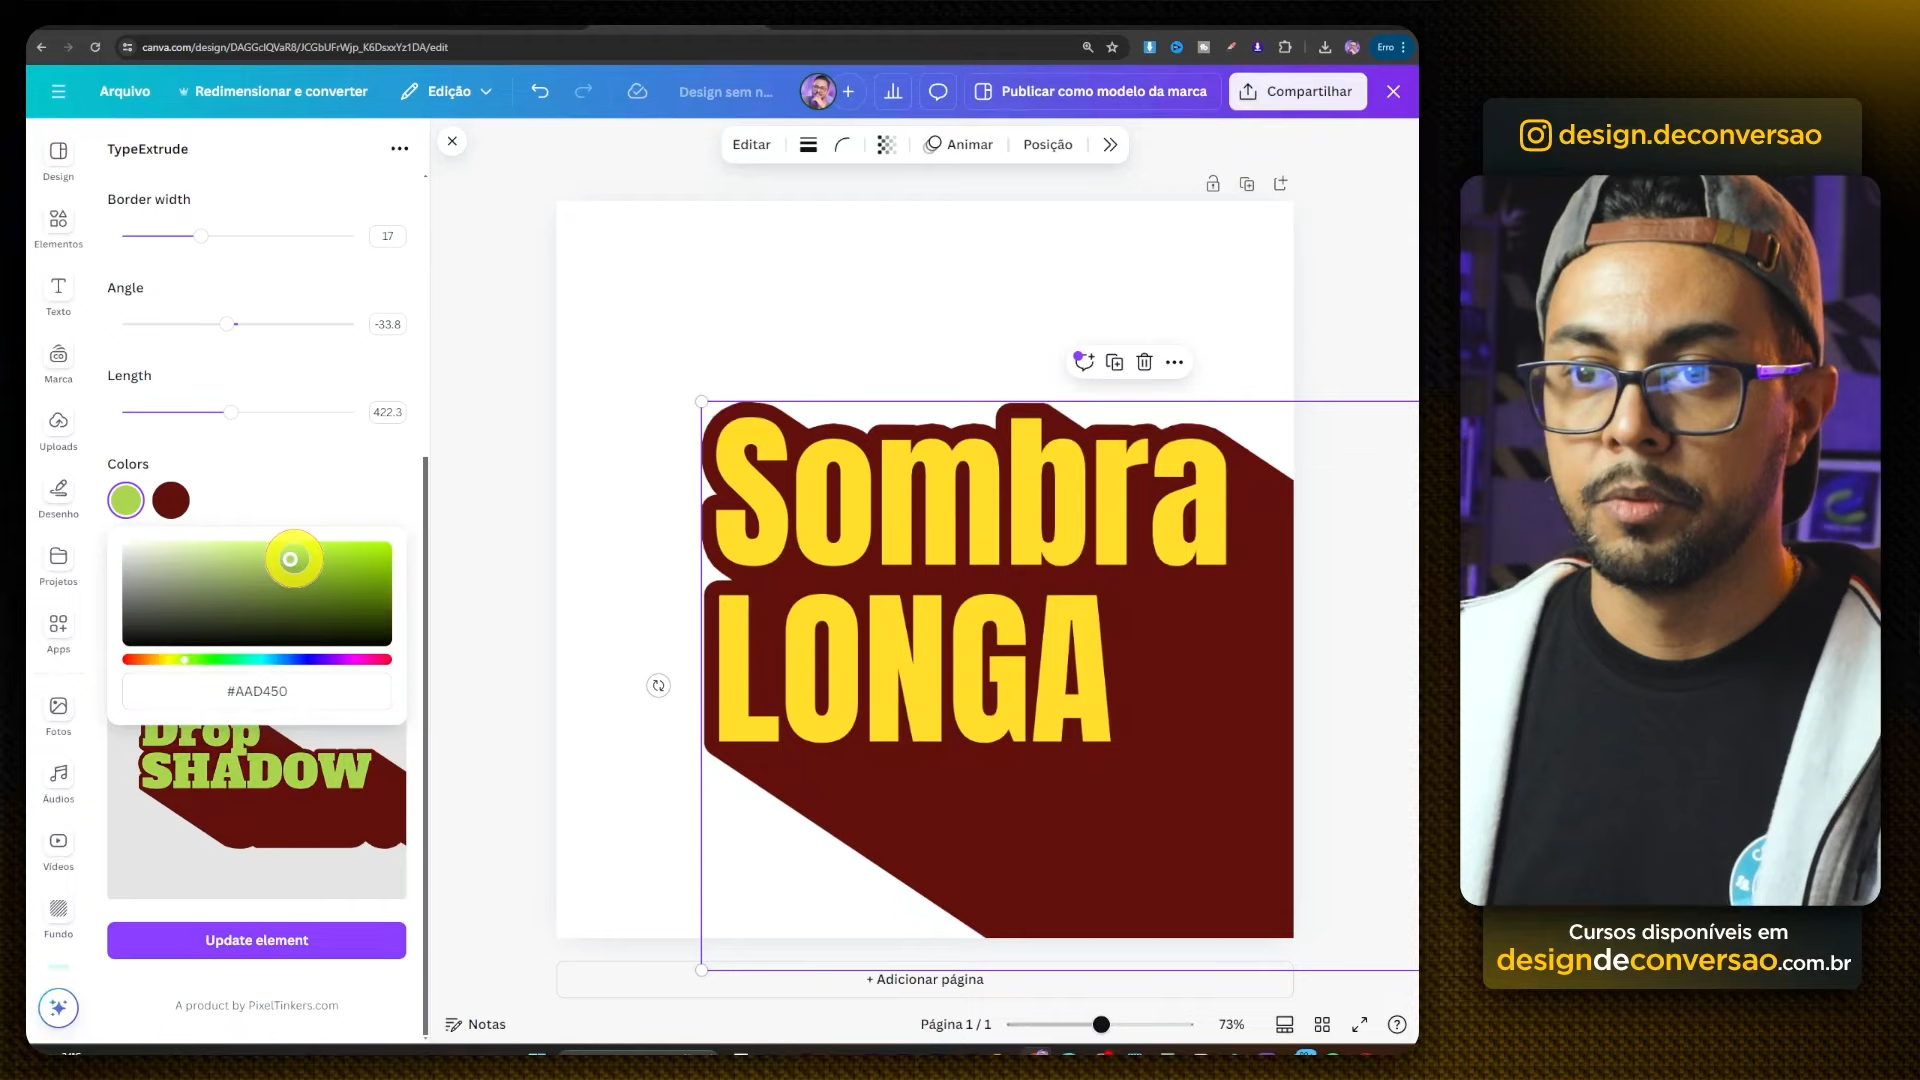 canva.com/design/DAGGclQVaR8/JCGbUFrWjp_K6DsxxYz1DA/edit
Erro
Arquivo
Redimensionar e converter
Edição
Design sem n...
Publicar como modelo da marca
Compartilhar
Design
Elementos
Texto
Marca
Uploads
Desenho
Projetos
Apps
Fotos
Áudios
Vídeos
Fundo
TypeExtrude
Border width
17
Angle
-33.8
Length
422.3
Colors
#AAD450
Drop
SHADOW
Update element
A product by PixelTinkers.com
Editar
Animar
Posição
Sombra
LONGA
+ Adicionar página
Notas
Página 1 / 1
73%
design.deconversao
Cursos disponíveis em
designdeconversao.com.br